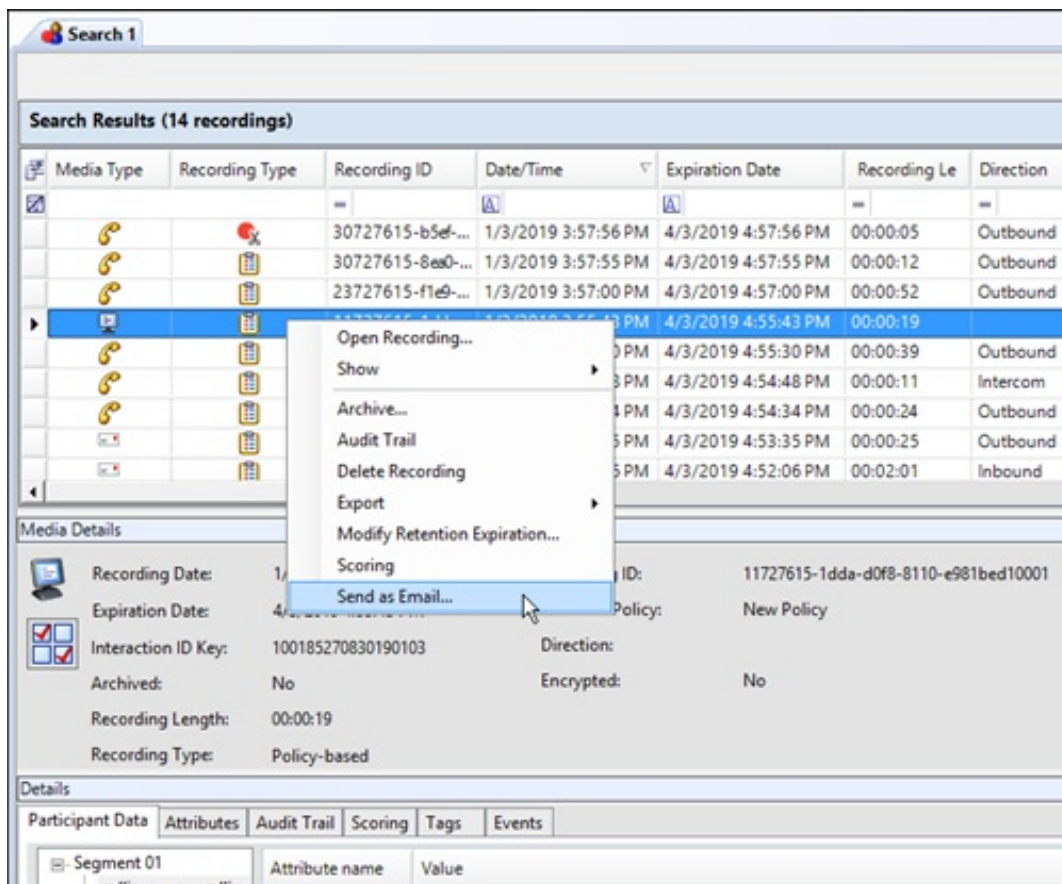 Search 1
Search Results (14 recordings)
Media Type Recording Type Recording ID Date/Time Expiration Date Recording Le Direction
30727615-b5ef-... 1/3/2019 3:57:56 PM 4/3/2019 4:57:56 PM 00:00:05 Outbound
30727615-8ea0-... 1/3/2019 3:57:55 PM 4/3/2019 4:57:55 PM 00:00:12 Outbound
23727615-f1e9-... 1/3/2019 3:57:00 PM 4/3/2019 4:57:00 PM 00:00:52 Outbound
PM 4/3/2019 4:55:43 PM 00:00:19
Open Recording...
PM 4/3/2019 4:55:30 PM 00:00:39 Outbound
Show
PM 4/3/2019 4:54:48 PM 00:00:11 Intercom
Archive...
PM 4/3/2019 4:54:34 PM 00:00:24 Outbound
Audit Trail
PM 4/3/2019 4:53:35 PM 00:00:25 Outbound
Delete Recording
PM 4/3/2019 4:52:06 PM 00:02:01 Inbound
Export
Modify Retention Expiration...
Scoring
Send as Email...
Media Details
Recording Date: ID: 11727615-1dda-d0f8-8110-e981bed10001
Expiration Date: Policy: New Policy
Interaction ID Key: 100185270830190103 Direction:
Archived: No Encrypted: No
Recording Length: 00:00:19
Recording Type: Policy-based
Details
Participant Data Attributes Audit Trail Scoring Tags Events
Segment 01 Attribute name Value